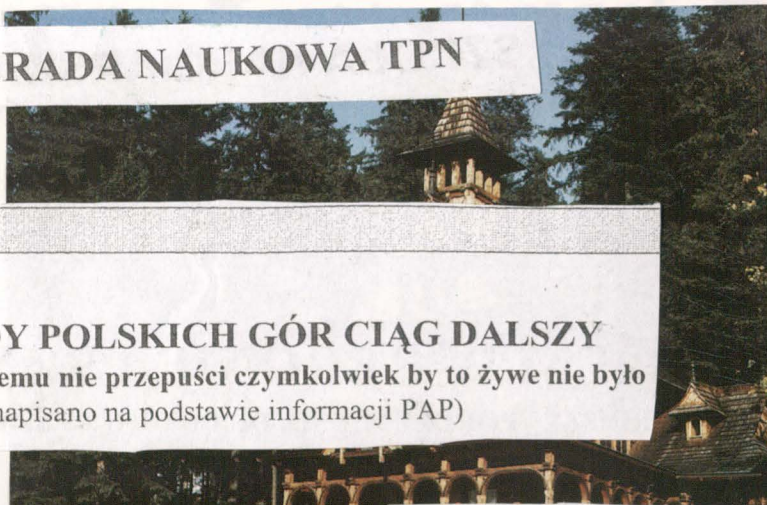 RADA NAUKOWA TPN
Y POLSKICH GÓR CIĄG DALSZY
emu nie przepuści czymkolwiek by to żywe nie było
napisano na podstawie informacji PAP)